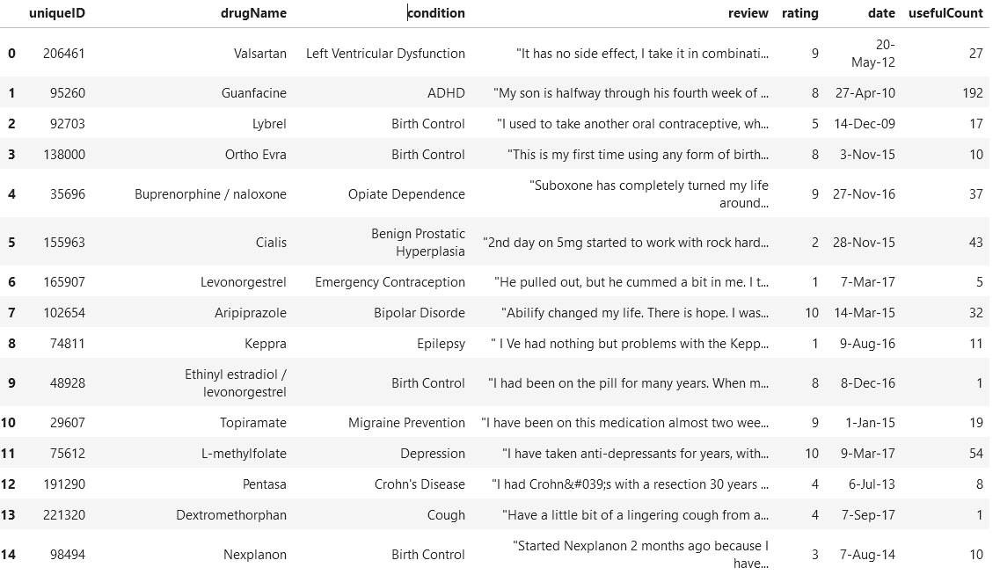 uniqueID drugName condition review rating date usefulCount
0 206461 Valsartan Left Ventricular Dysfunction "It has no side effect, I take it in combinati... 9 20-May-12 27
1 95260 Guanfacine ADHD "My son is halfway through his fourth week of ... 8 27-Apr-10 192
2 92703 Lybrel Birth Control "I used to take another oral contraceptive, wh... 5 14-Dec-09 17
3 138000 Ortho Evra Birth Control "This is my first time using any form of birth... 8 3-Nov-15 10
4 35696 Buprenorphine / naloxone Opiate Dependence "Suboxone has completely turned my life around... 9 27-Nov-16 37
5 155963 Cialis Benign Prostatic Hyperplasia "2nd day on 5mg started to work with rock hard... 2 28-Nov-15 43
6 165907 Levonorgestrel Emergency Contraception "He pulled out, but he cummed a bit in me. I t... 1 7-Mar-17 5
7 102654 Aripiprazole Bipolar Disorde "Abilify changed my life. There is hope. I was... 10 14-Mar-15 32
8 74811 Keppra Epilepsy " I Ve had nothing but problems with the Kepp... 1 9-Aug-16 11
9 48928 Ethinyl estradiol / levonorgestrel Birth Control "I had been on the pill for many years. When m... 8 8-Dec-16 1
10 29607 Topiramate Migraine Prevention "I have been on this medication almost two wee... 9 1-Jan-15 19
11 75612 L-methylfolate Depression "I have taken anti-depressants for years, with... 10 9-Mar-17 54
12 191290 Pentasa Crohn's Disease "I had Crohn&#039;s with a resection 30 years ... 4 6-Jul-13 8
13 221320 Dextromethorphan Cough "Have a little bit of a lingering cough from a... 4 7-Sep-17 1
14 98494 Nexplanon Birth Control "Started Nexplanon 2 months ago because I have... 3 7-Aug-14 10